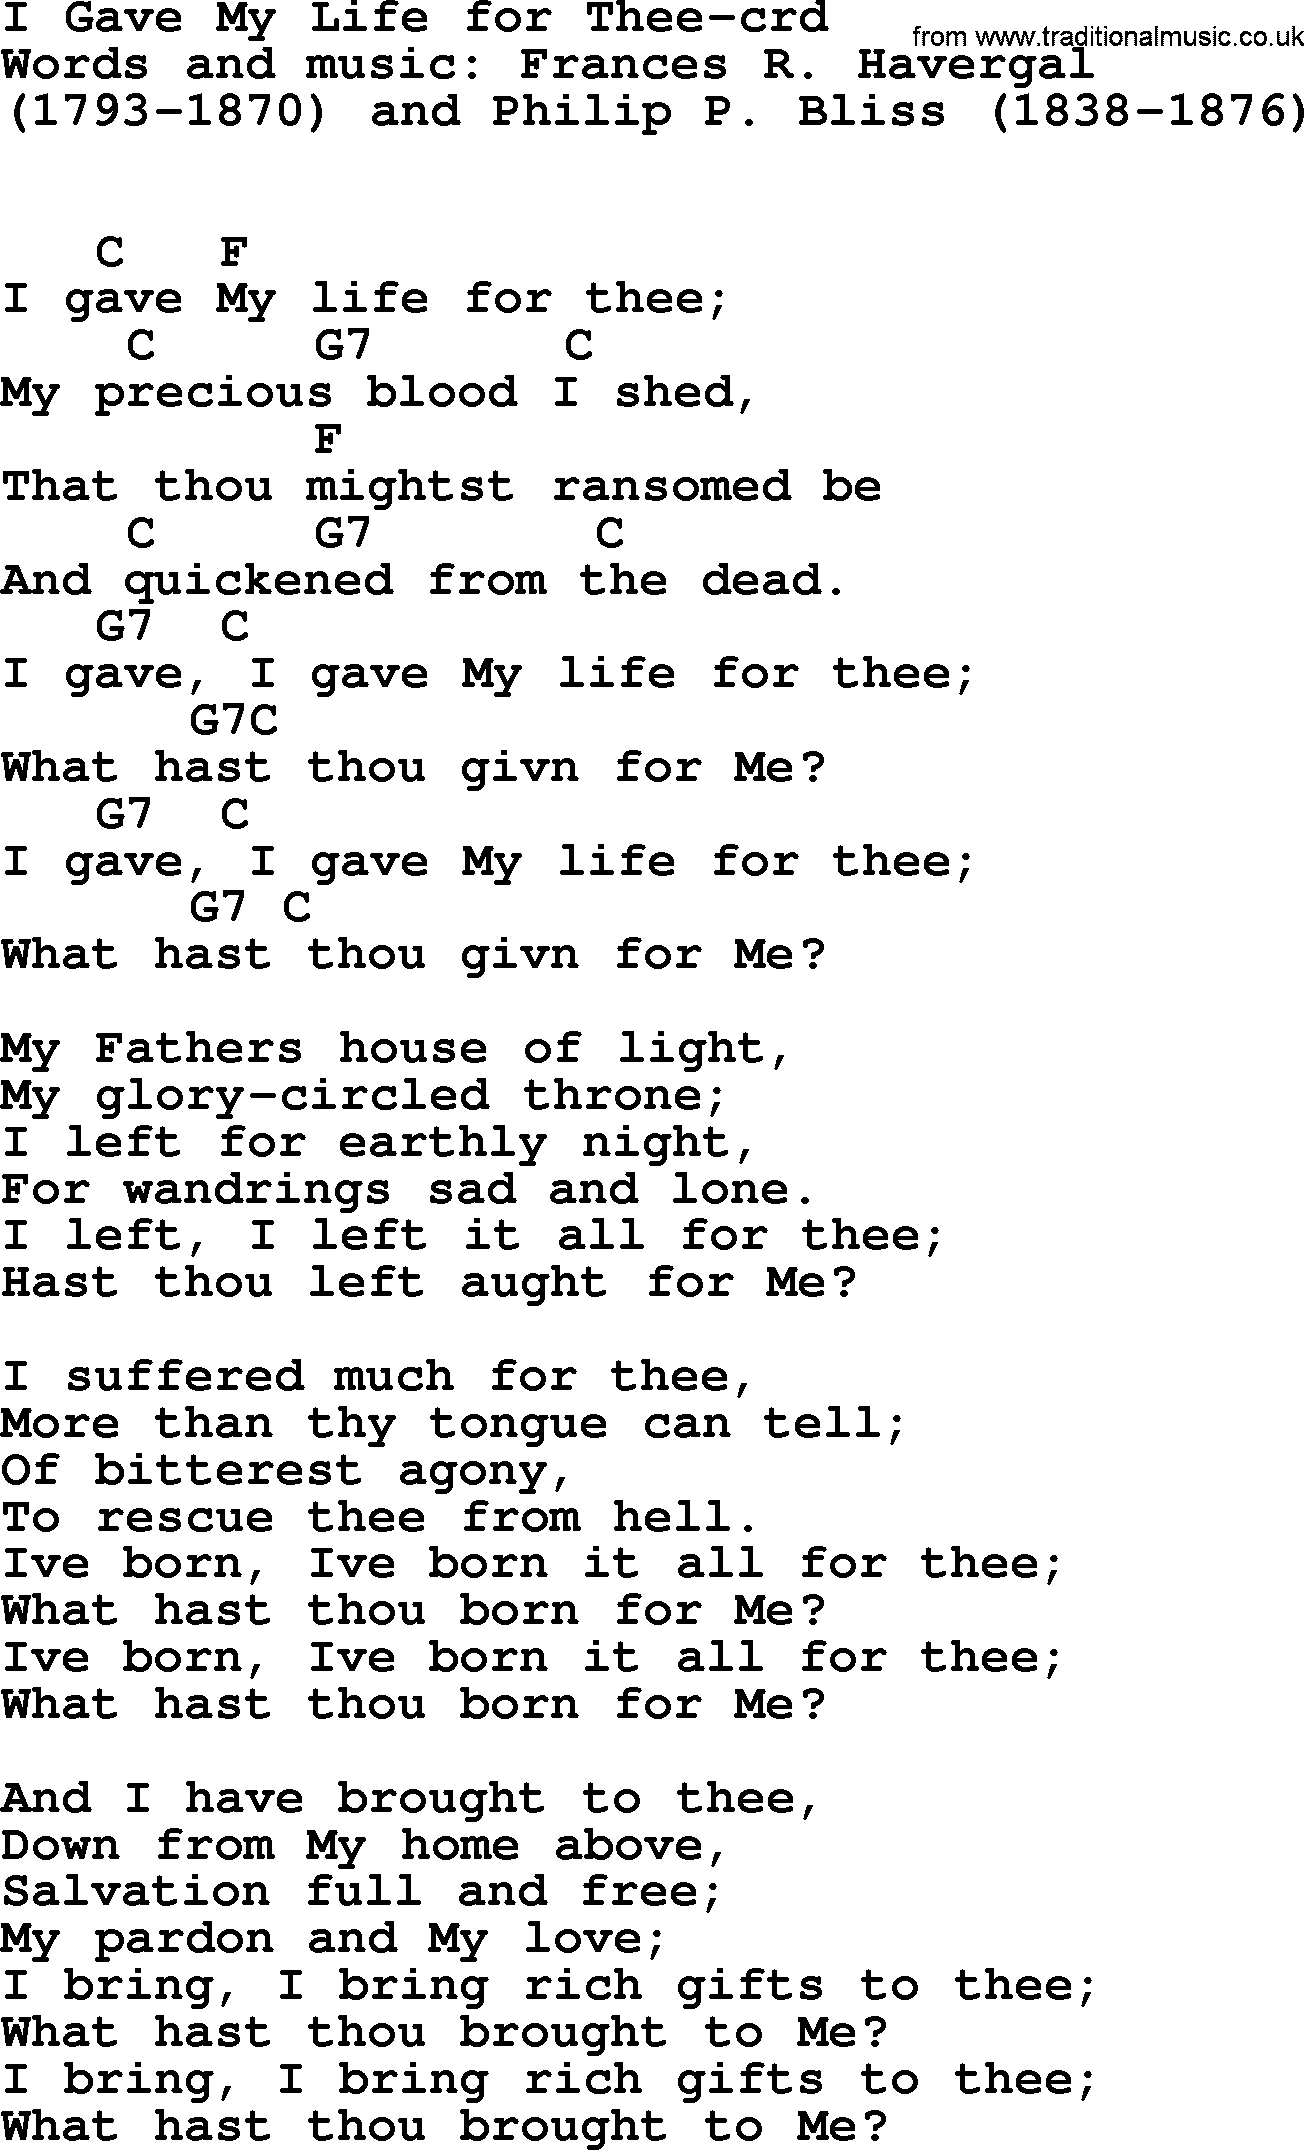 I Gave My Life for Thee-crd
from www.traditionalmusic.co.uk
Words and music: Frances R. Havergal
(1793-1870) and Philip P. Bliss (1838-1876)
C F
I gave My life for thee;
C G7 C
My precious blood I shed,
F
That thou mightst ransomed be
C G7 C
And quickened from the dead.
G7 C
I gave, I gave My life for thee;
G7C
What hast thou givn for Me?
G7 C
I gave, I gave My life for thee;
G7 C
What hast thou givn for Me?
My Fathers house of light,
My glory-circled throne;
I left for earthly night,
For wandrings sad and lone.
I left, I left it all for thee;
Hast thou left aught for Me?
I suffered much for thee,
More than thy tongue can tell;
Of bitterest agony,
To rescue thee from hell.
Ive born, Ive born it all for thee;
What hast thou born for Me?
Ive born, Ive born it all for thee;
What hast thou born for Me?
And I have brought to thee,
Down from My home above,
Salvation full and free;
My pardon and My love;
I bring, I bring rich gifts to thee;
What hast thou brought to Me?
I bring, I bring rich gifts to thee;
What hast thou brought to Me?